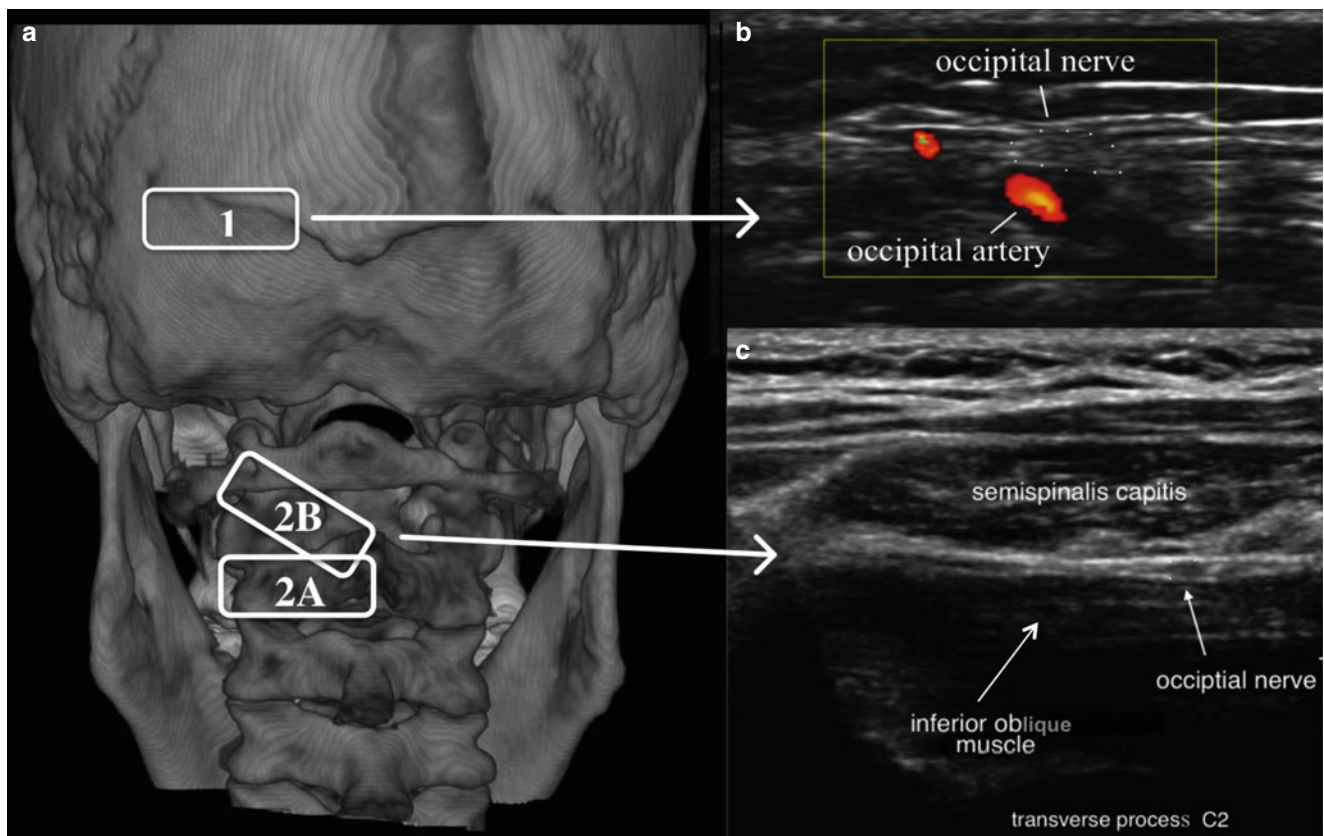 a
1
2B
2A
b
occipital nerve
occipital artery
c
semispinalis capitis
occiptial nerve
inferior oblique
muscle
transverse process C2